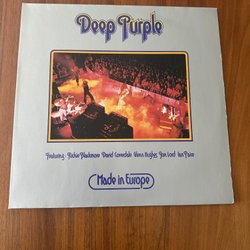 Deep Purple
Featuring: Ritchie Blackmore David Coverdale Glenn Hughes Jon Lord Ian Paice
Made in Europe